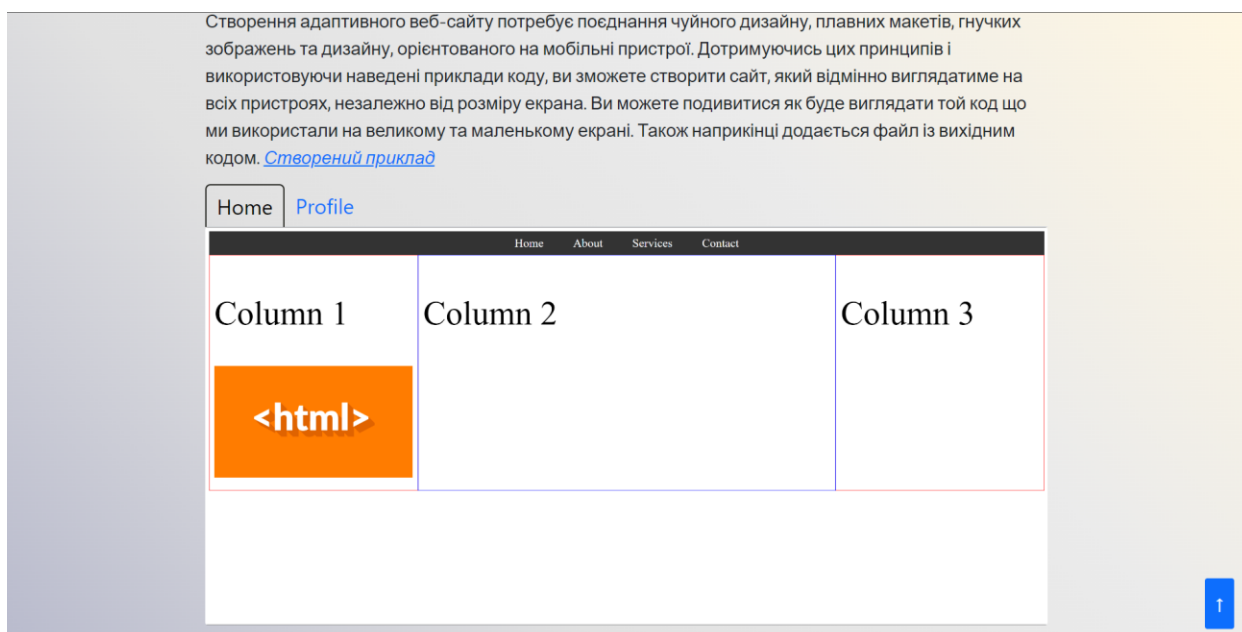 Створення адаптивного веб-сайту потребує поєднання чуйного дизайну, плавних макетів, гнучких
зображень та дизайну, орієнтованого на мобільні пристрої. Дотримуючись цих принципів і
використовуючи наведені приклади коду, ви зможете створити сайт, який відмінно виглядатиме на
всіх пристроях, незалежно від розміру екрана. Ви можете подивитися як буде виглядати той код що
ми використали на великому та маленькому екрані. Також наприкінці додається файл із вихідним
кодом. Створений приклад
Home Profile
Home About Services Contact
Column 1 Column 2 Column 3
<html>
↑